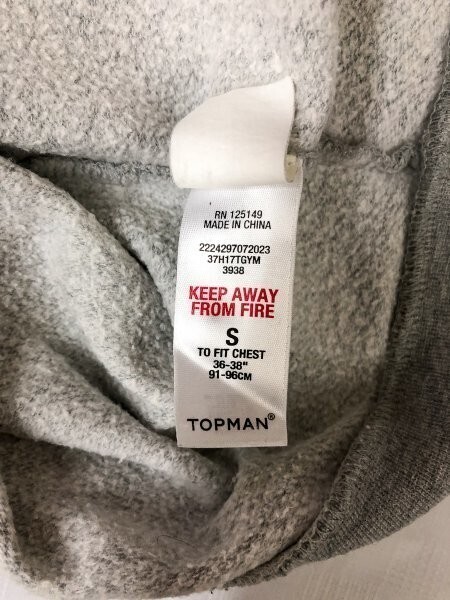 RN 125149
MADE IN CHINA
2224297072023
37H17TGYM
3938
KEEP AWAY
FROM FIRE
S
TO FIT CHEST
36-38"
91-96CM
TOPMAN®